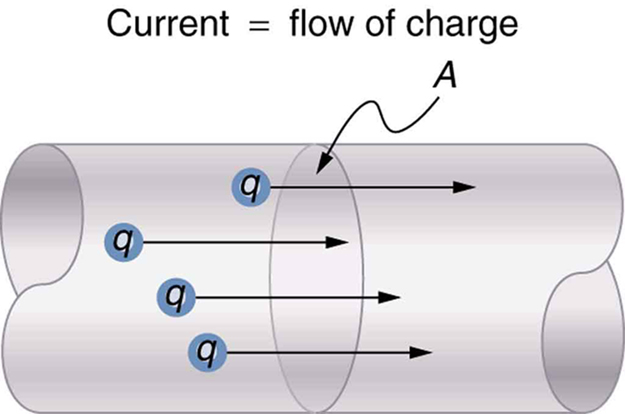 Current = flow of charge
A
q
q
q
q